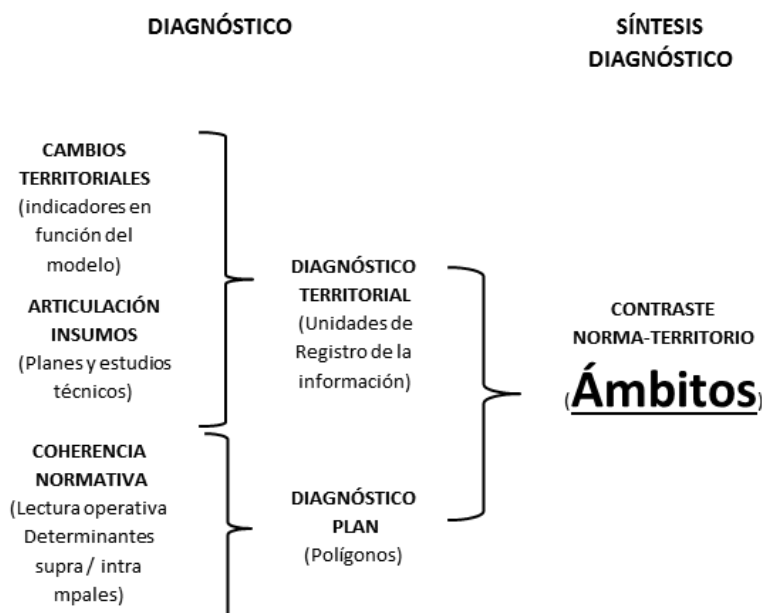 DIAGNÓSTICO
SÍNTESIS
DIAGNÓSTICO
CAMBIOS
TERRITORIALES
(indicadores en
función del
modelo)
ARTICULACIÓN
INSUMOS
(Planes y estudios
técnicos)
COHERENCIA
NORMATIVA
(Lectura operativa
Determinantes
supra / intra
mpales)
DIAGNÓSTICO
TERRITORIAL
(Unidades de
Registro de la
información)
DIAGNÓSTICO
PLAN
(Polígonos)
CONTRASTE
NORMA-TERRITORIO
(Ámbitos)